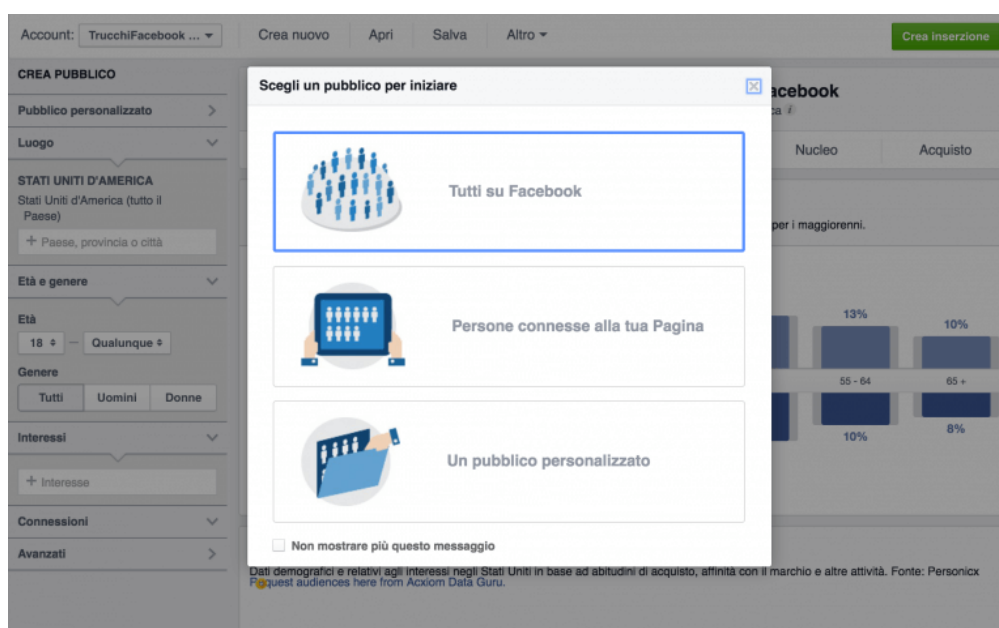 Account: TrucchiFacebook ...
Crea nuovo
Apri
Salva
Altro
Crea inserzione
CREA PUBBLICO
Pubblico personalizzato
Luogo
STATI UNITI D'AMERICA
Stati Uniti d'America (tutto il
Paese)
+ Paese, provincia o città
Età e genere
Età
18 — Qualunque
Genere
Tutti Uomini Donne
Interessi
+ Interesse
Connessioni
Avanzati
Scegli un pubblico per iniziare
Tutti su Facebook
Persone connesse alla tua Pagina
Un pubblico personalizzato
Non mostrare più questo messaggio
acebook
ca i
Nucleo Acquisto
per i maggiorenni.
13% 10%
55 - 64 65 +
10% 8%
Dati demografici e relativi agli interessi negli Stati Uniti in base ad abitudini di acquisto, affinità con il marchio e altre attività. Fonte: Personicx
Request audiences here from Acxiom Data Guru.